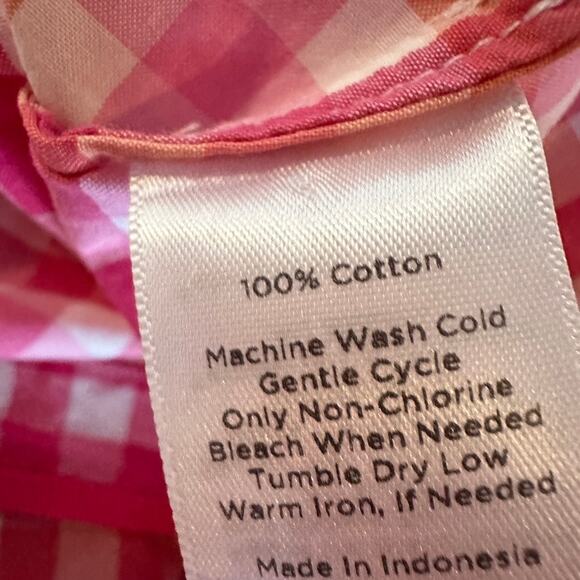 100% Cotton
Machine Wash Cold
Gentle Cycle
Only Non-Chlorine
Bleach When Needed
Tumble Dry Low
Warm Iron, If Needed
Made In Indonesia